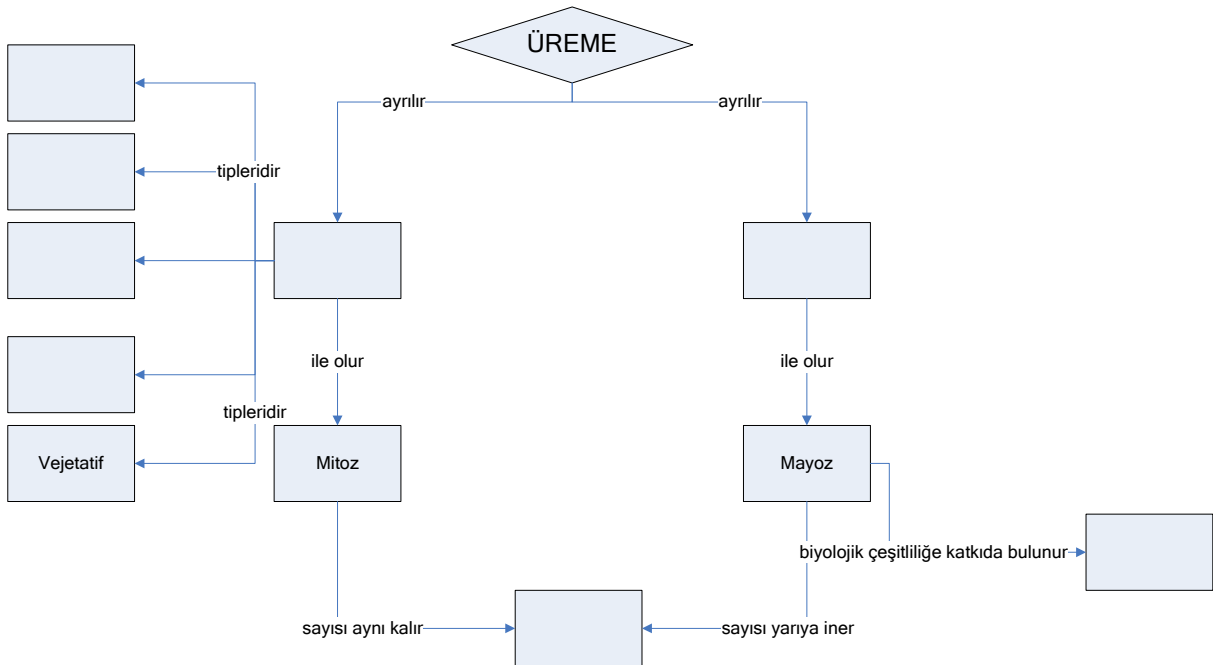 ÜREME
ayrılır
ayrılır
tipleridir
ile olur
ile olur
tipleridir
Vejetatif
Mitoz
Mayoz
biyolojik çeşitliliğe katkıda bulunur
sayısı aynı kalır
sayısı yarıya iner